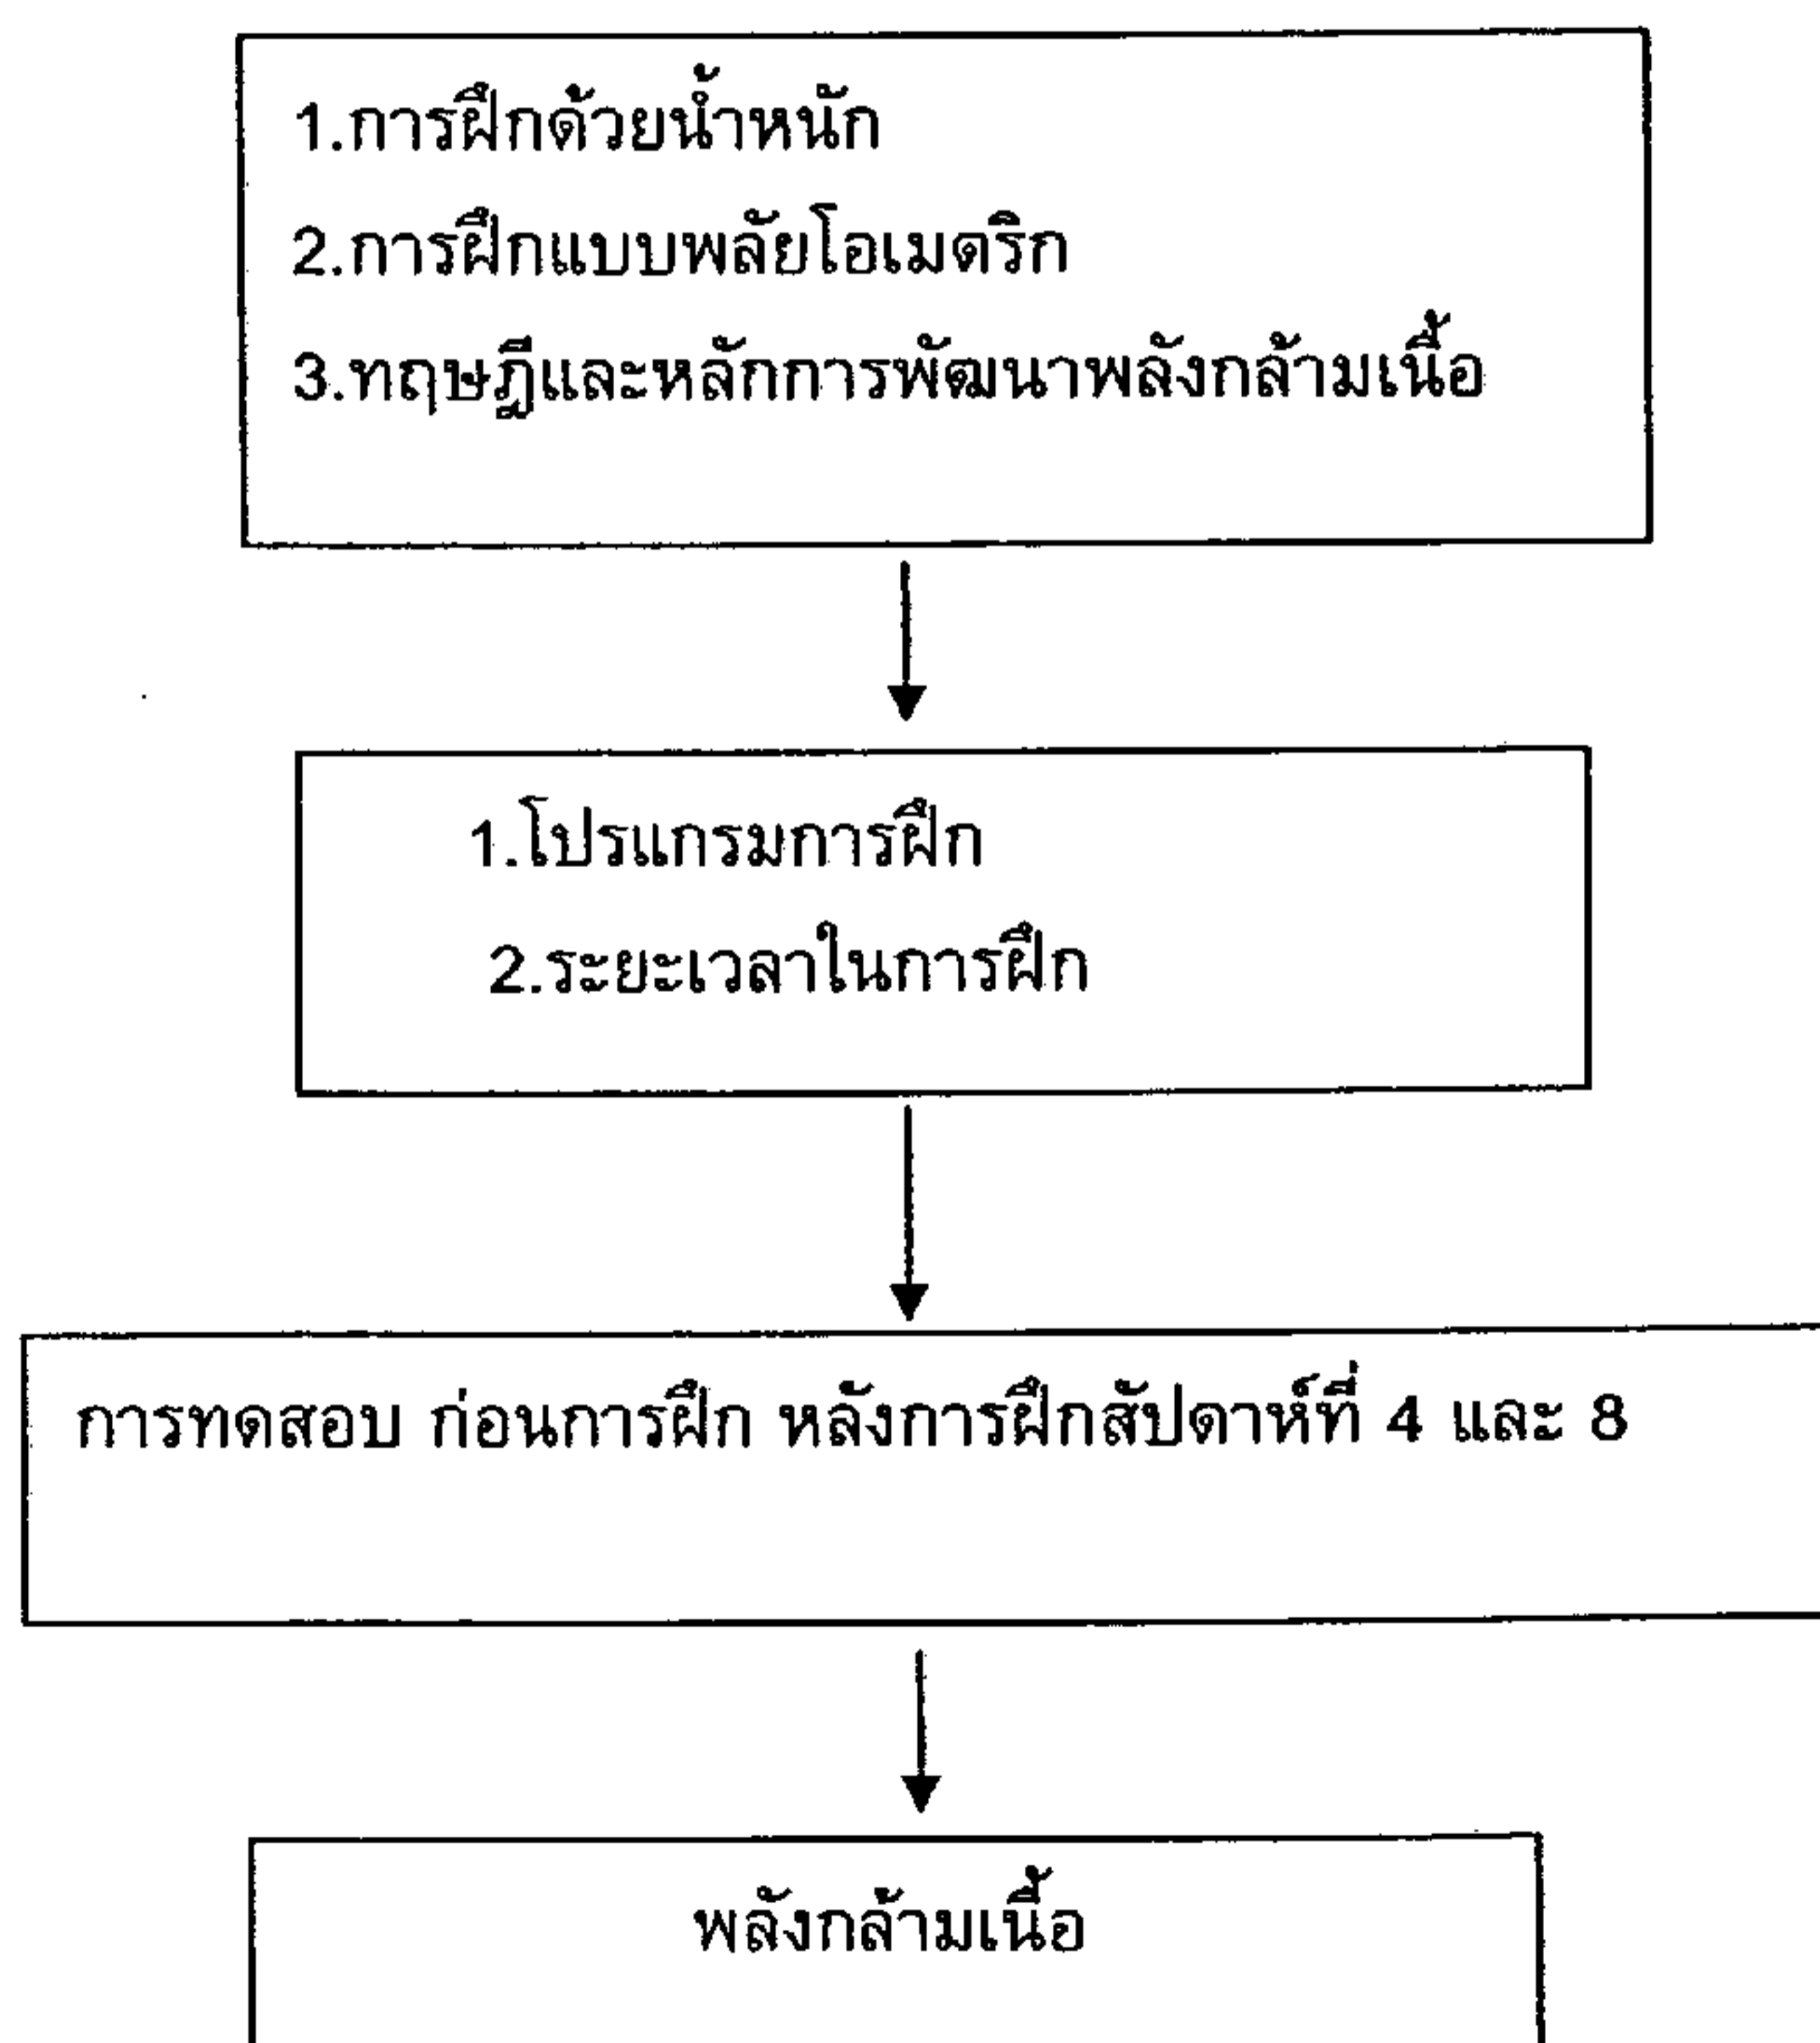 1.การฝึกด้วยน้ำหนัก
2.การฝึกแบบพลัยโอเมตริก
3.ทฤษฎีและหลักการพัฒนาพลังกล้ามเนื้อ
1.โปรแกรมการฝึก
2.ระยะเวลาในการฝึก
การทดสอบ ก่อนการฝึก หลังการฝึกสัปดาห์ที่ 4 และ 8
พลังกล้ามเนื้อ